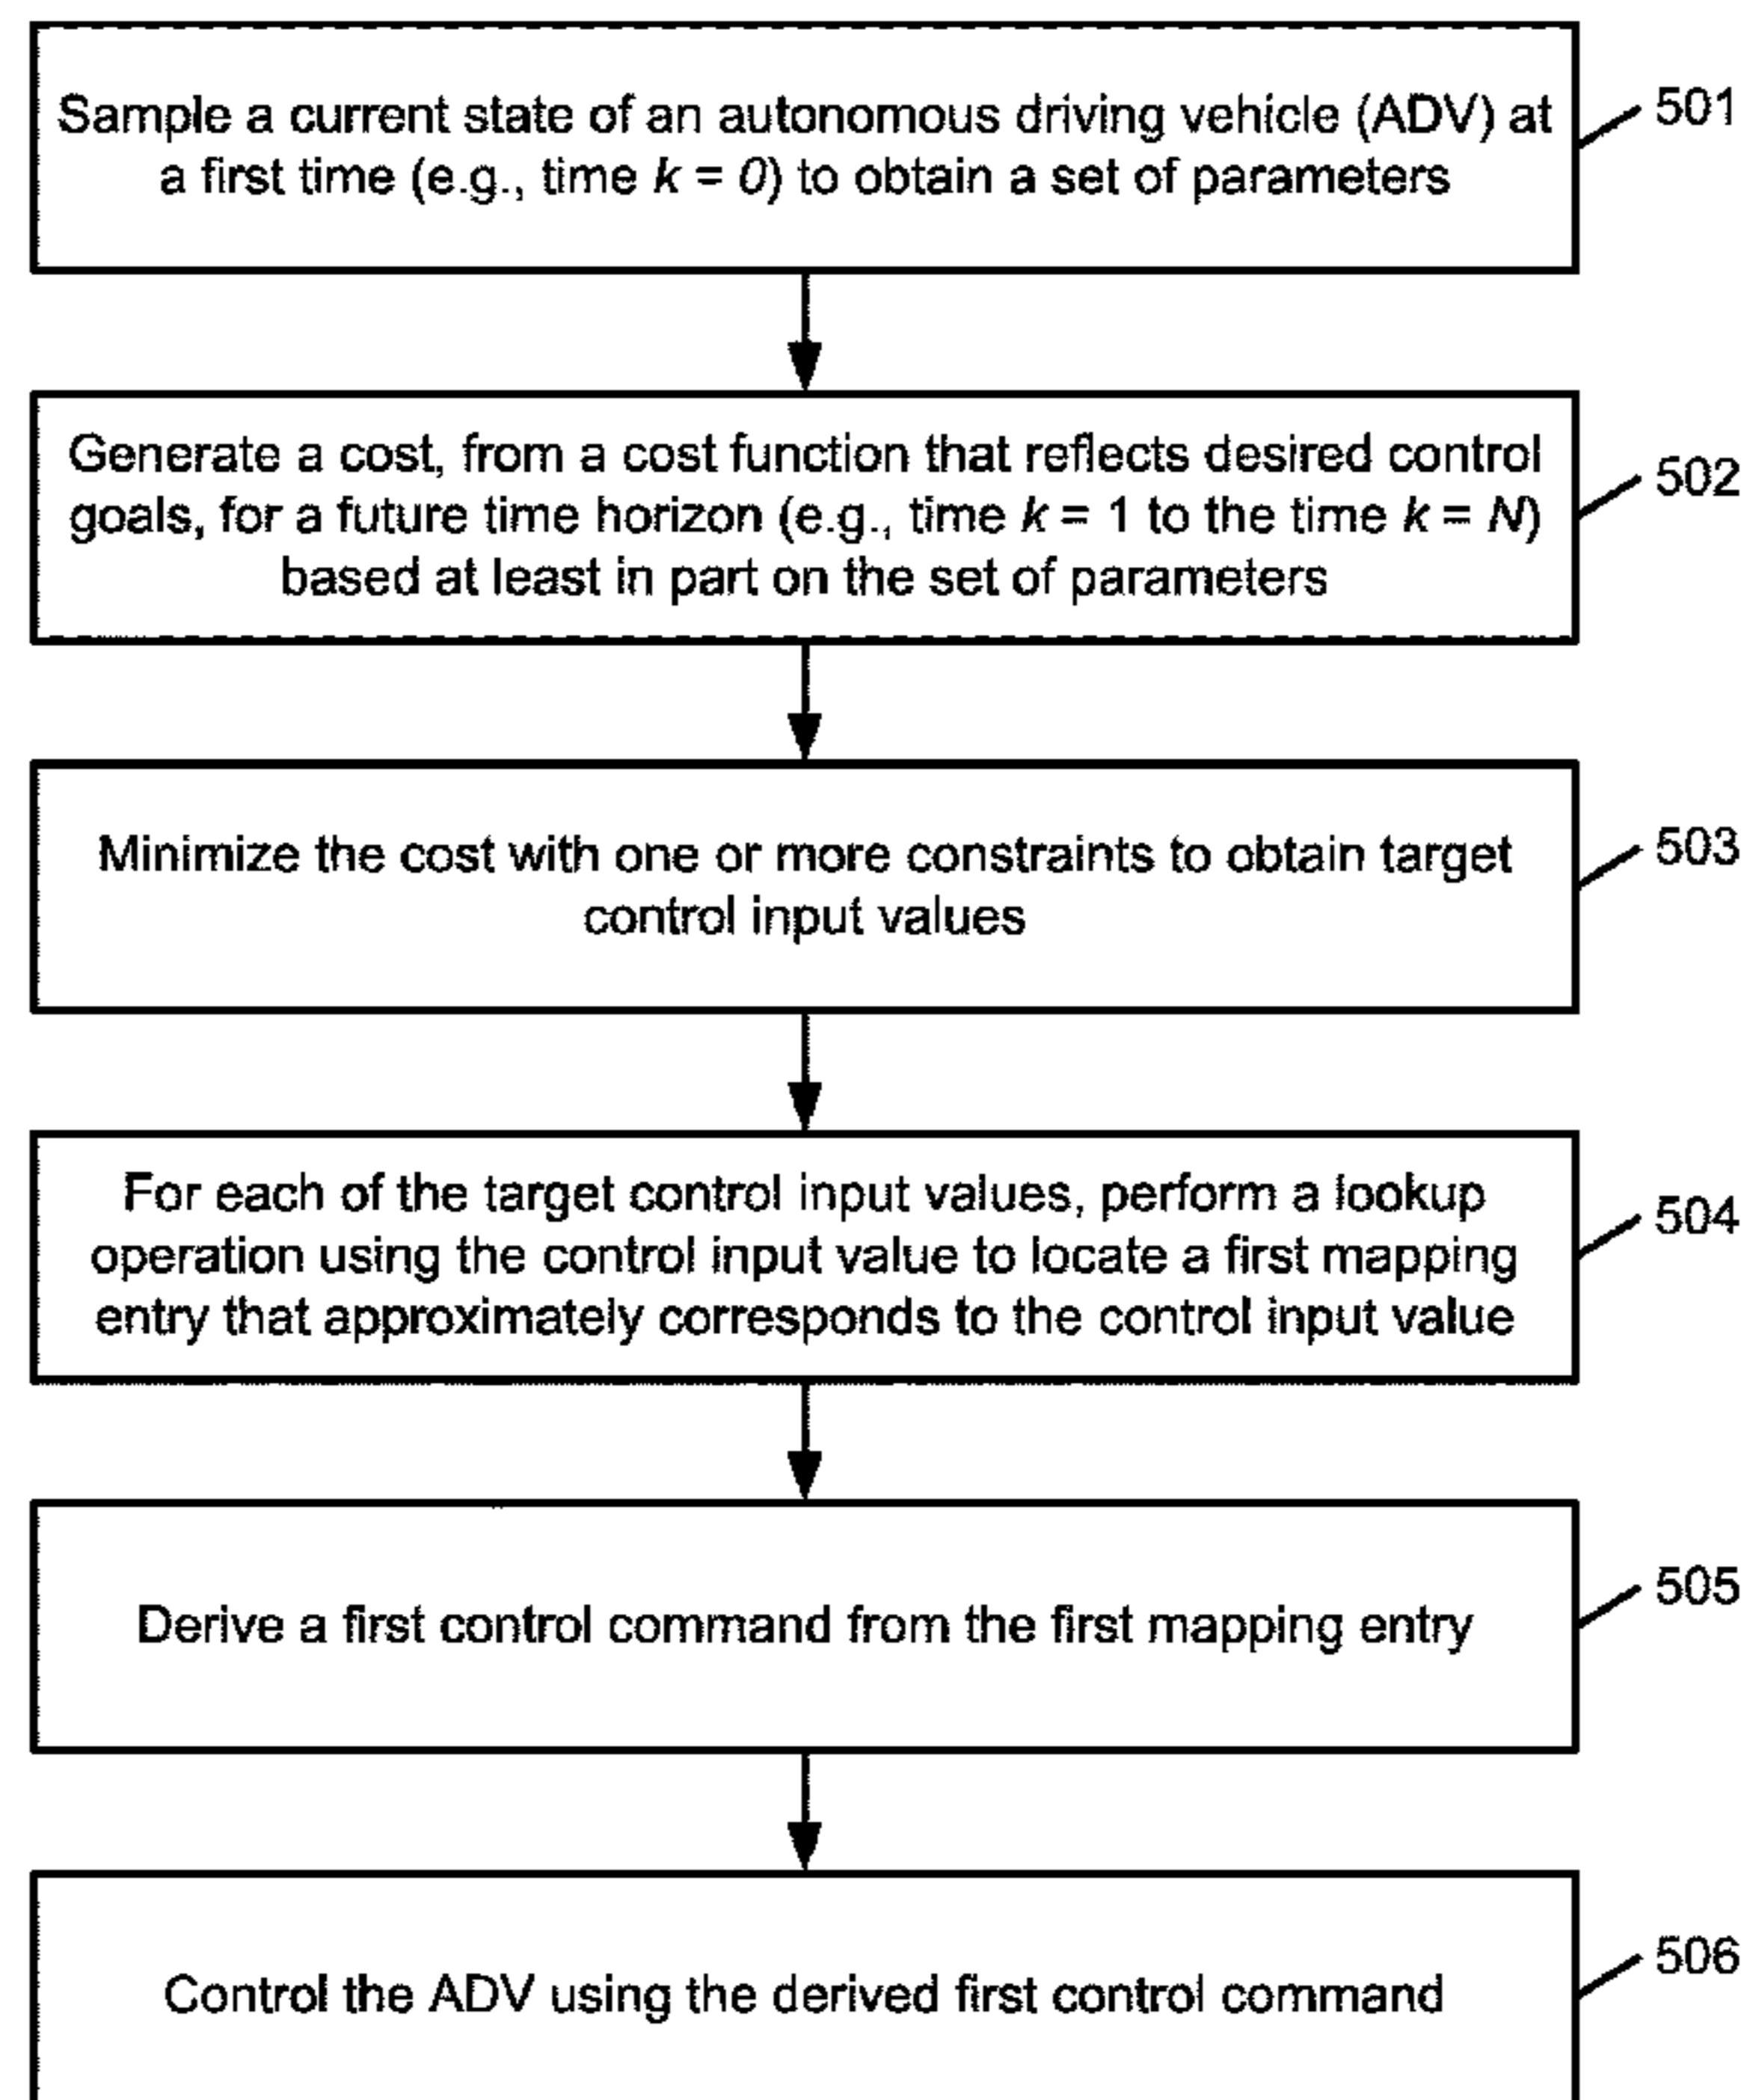 Sample a current state of an autonomous driving vehicle (ADV) at
a first time (e.g., time k = 0) to obtain a set of parameters
501
Generate a cost, from a cost function that reflects desired control
goals, for a future time horizon (e.g., time k = 1 to the time k = N)
based at least in part on the set of parameters
502
Minimize the cost with one or more constraints to obtain target
control input values
503
For each of the target control input values, perform a lookup
operation using the control input value to locate a first mapping
entry that approximately corresponds to the control input value
504
Derive a first control command from the first mapping entry
505
Control the ADV using the derived first control command
506